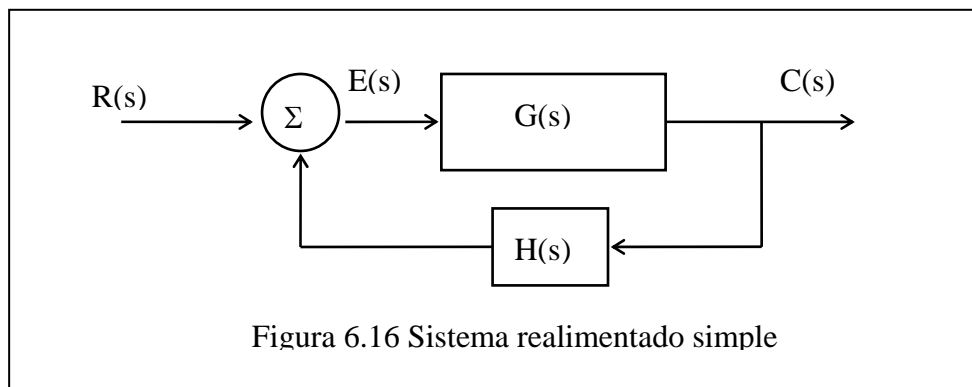 R(s)
Σ
E(s)
G(s)
C(s)
H(s)
Figura 6.16 Sistema realimentado simple